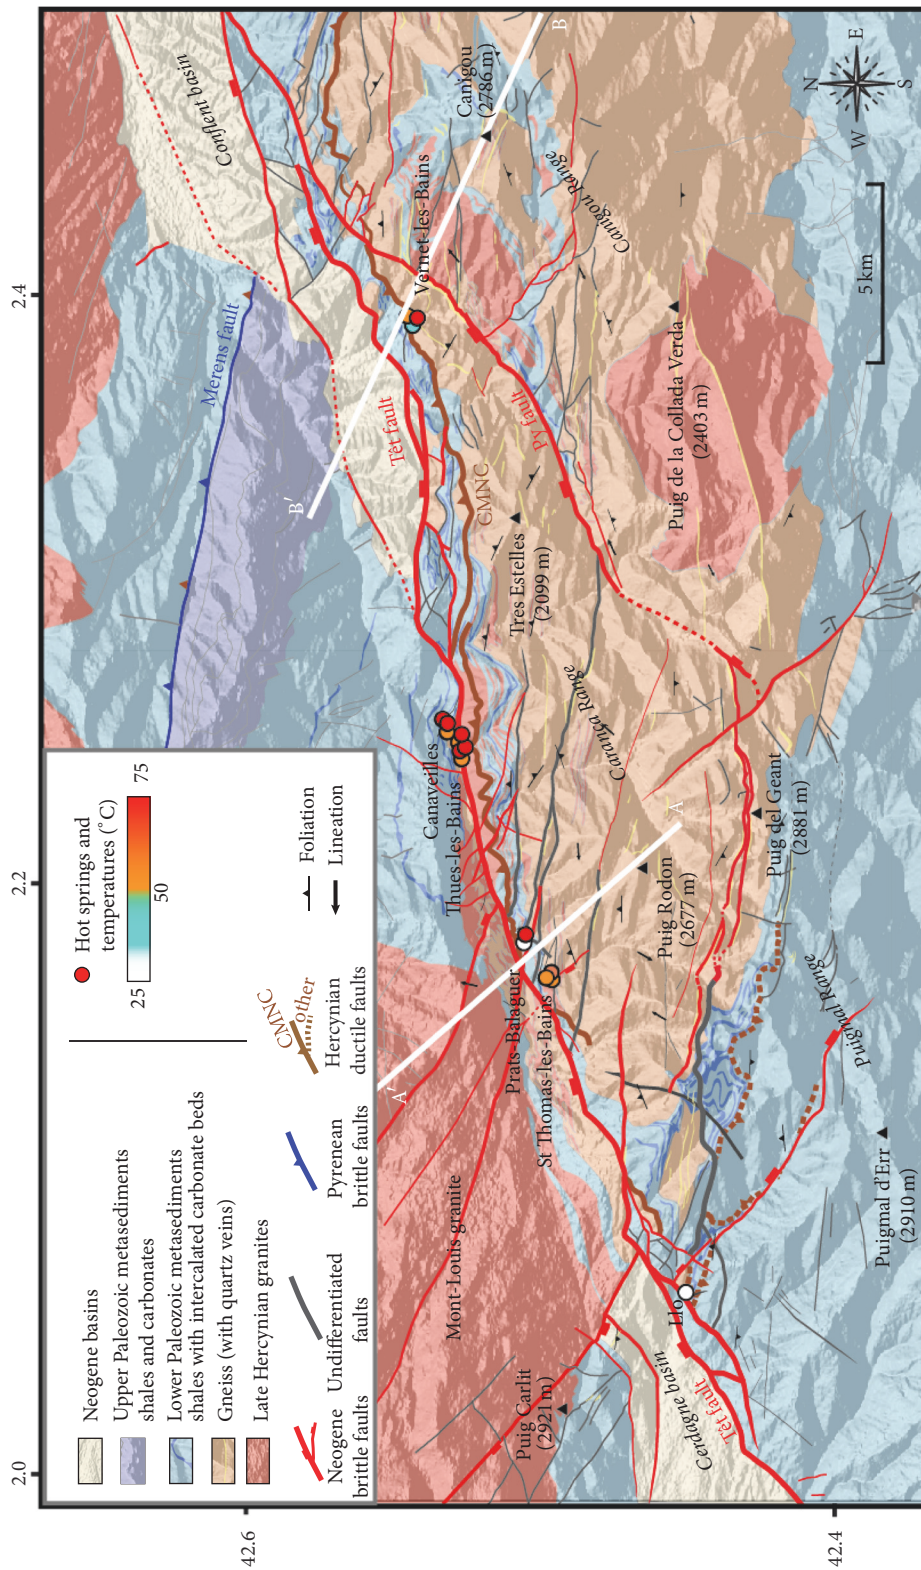 2.0
2.2
2.4
42.6
42.4
Neogene basins
Upper Paleozoic metasediments
shales and carbonates
Lower Paleozoic metasediments
shales with intercalated carbonate beds
Gneiss (with quartz veins)
Late Hercynian granites
Hot springs and
temperatures (°C)
25
50
75
Neogene
brittle faults
Undifferentiated
faults
Pyrenean
brittle faults
CMNC
other
Hercynian
ductile faults
Foliation
Lineation
Merens fault
Conflent basin
B′
Têt fault
CMNC
Vernet-les-Bains
Canigou
(2786 m)
B
Py fault
Canigou Range
Tres Estelles
(2099 m)
Puig de la Collada Verda
(2403 m)
Canaveilles
Thues-les-Bains
Carança Range
A′
Mont-Louis granite
Prats-Balaguer
St Thomas-les-Bains
A
Puig Rodon
(2677 m)
Puig del Geant
(2881 m)
Puig Carlit
(2921 m)
Llo
Cerdagne basin
Têt fault
Puigmal Range
Puigmal d'Err
(2910 m)
N
E
S
W
5 km